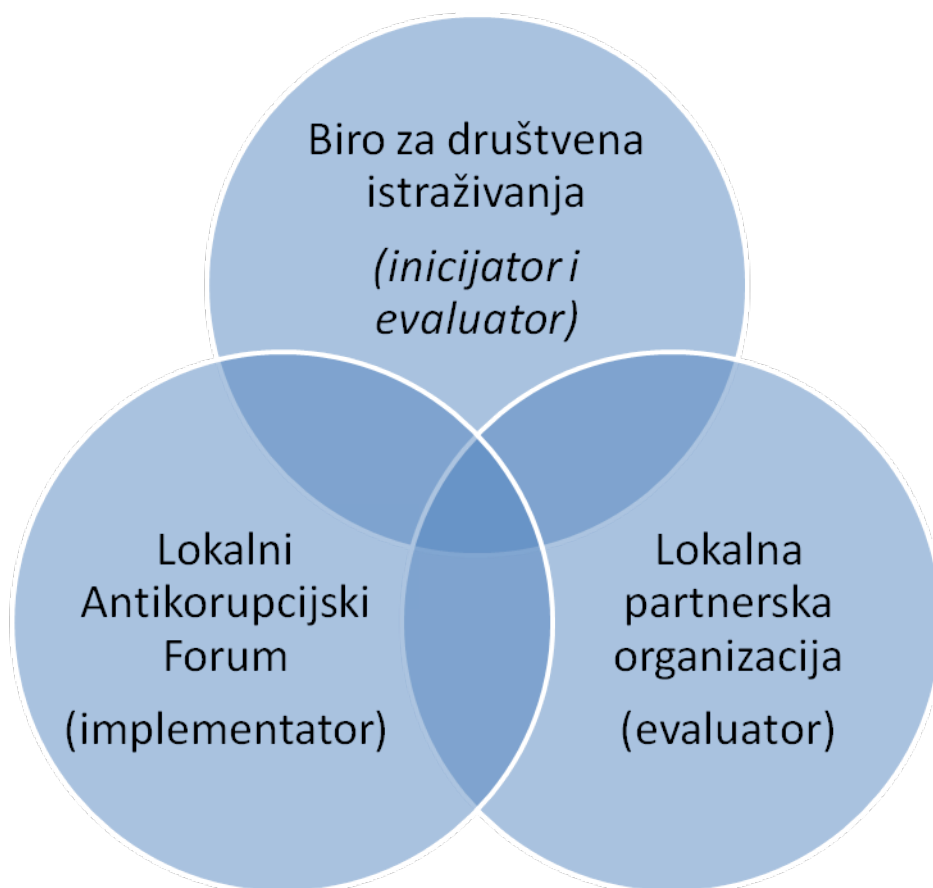 Biro za društvena
istraživanja
(inicijator i
evaluator)
Lokalni
Antikorupcijski
Forum
(implementator)
Lokalna
partnerska
organizacija
(evaluator)